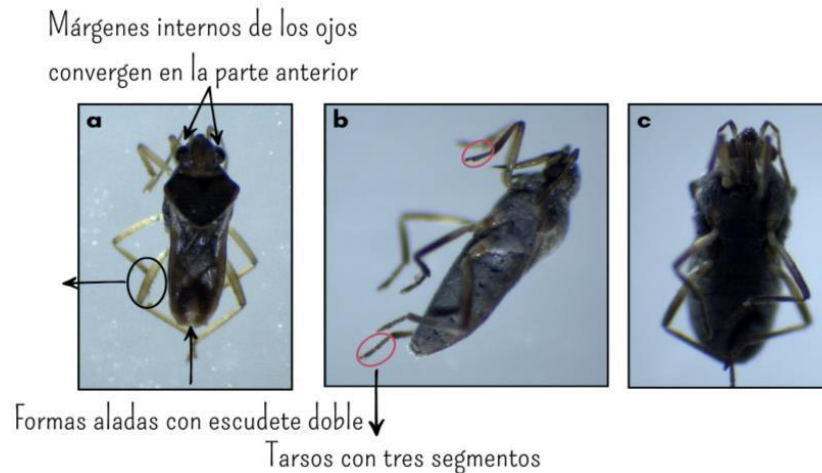 Márgenes internos de los ojos
convergen en la parte anterior
a
b
c
Formas aladas con escudete doble
Tarsos con tres segmentos